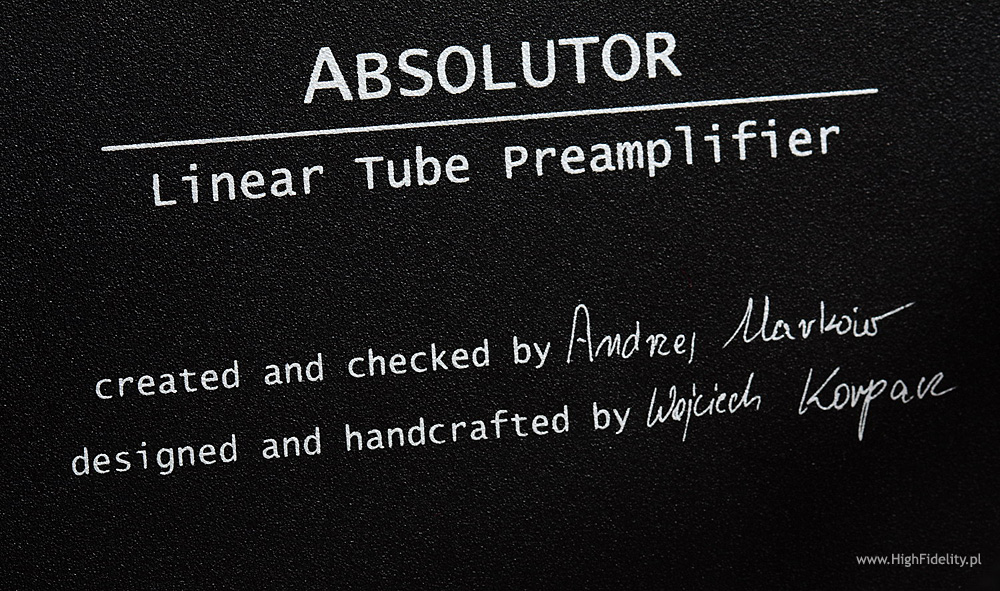 ABSOLUTOR
Linear Tube Preamplifier
created and checked by Andrzej Marków
designed and handcrafted by Wojciech Korpacz
www.HighFidelity.pl